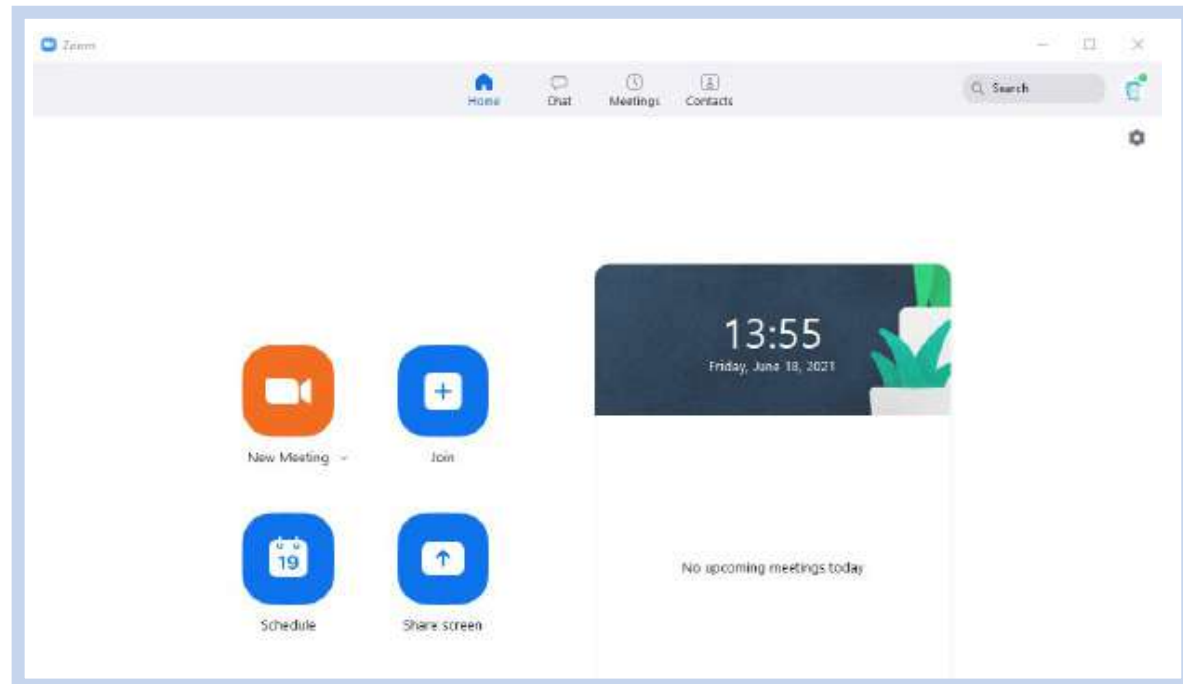 Zoom
Home
Chat
Meetings
Contacts
Search
13:55
Friday, June 18, 2021
New Meeting
Join
19
Schedule
Share screen
No upcoming meetings today